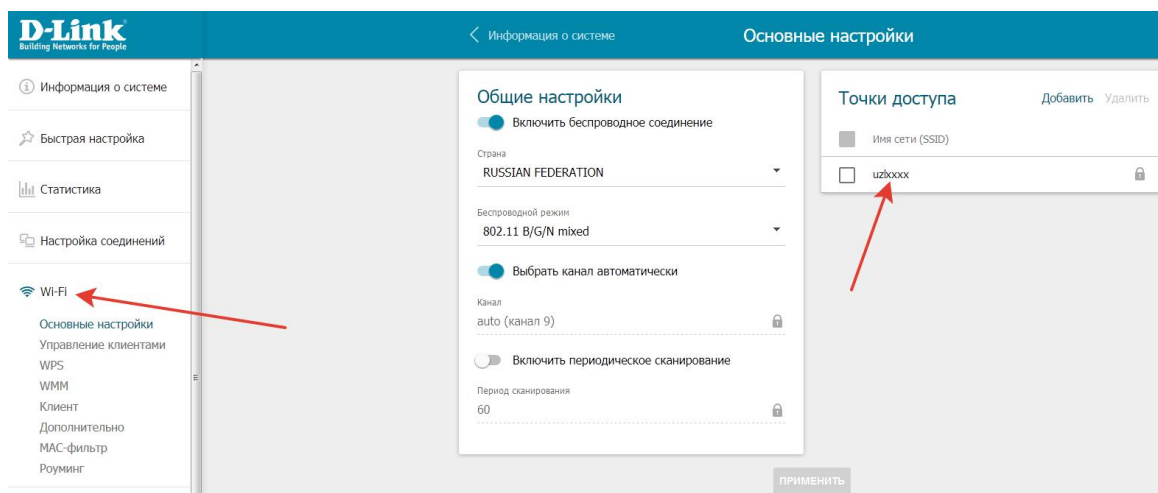 D-Link
Building Networks for People
Информация о системе
Основные настройки
Информация о системе
Быстрая настройка
Статистика
Настройка соединений
Wi-Fi
Основные настройки
Управление клиентами
WPS
WMM
Клиент
Дополнительно
MAC-фильтр
Роуминг
Общие настройки
Включить беспроводное соединение
Страна
RUSSIAN FEDERATION
Беспроводной режим
802.11 B/G/N mixed
Выбрать канал автоматически
Канал
auto (канал 9)
Включить периодическое сканирование
Период сканирования
60
ПРИМЕНИТЬ
Точки доступа Добавить Удалить
Имя сети (SSID)
uzlxxxx